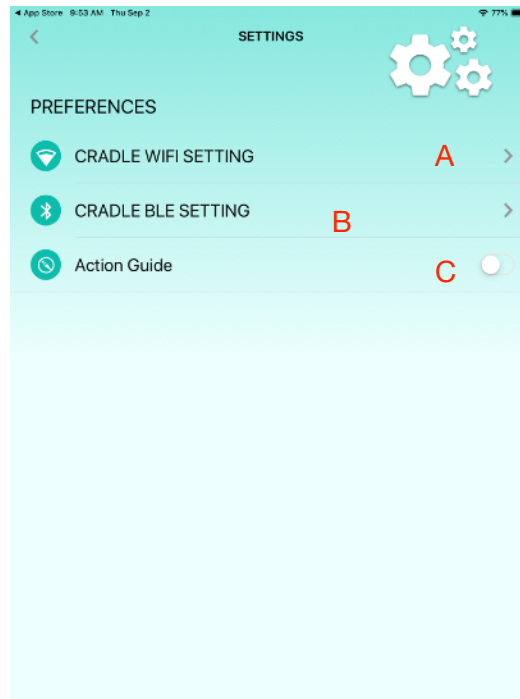 App Store 9:53 AM Thu Sep 2 77%
SETTINGS
PREFERENCES
CRADLE WIFI SETTING A
CRADLE BLE SETTING B
Action Guide C